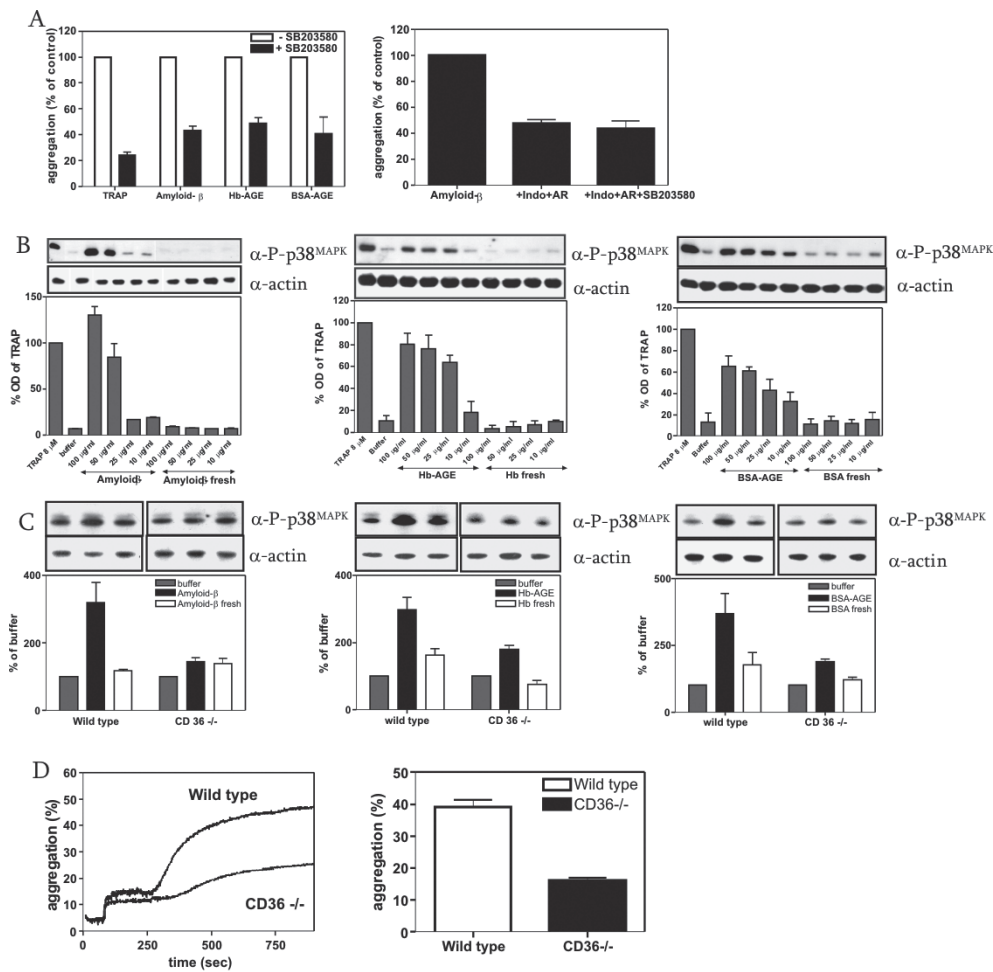 A
aggregation (% of control)
120
100
80
60
40
20
0
- SB203580
+ SB203580
TRAP
Amyloid- β
Hb-AGE
BSA-AGE
aggregation (% of control)
120
100
80
60
40
20
0
Amyloid-β
+Indo+AR
+Indo+AR+SB203580
B
α-P-p38MAPK
α-actin
% OD of TRAP
150
100
50
0
TRAP 8 μM
buffer
100 μg/ml
50 μg/ml
25 μg/ml
10 μg/ml
100 μg/ml
50 μg/ml
25 μg/ml
10 μg/ml
Amyloid-
Amyloid- fresh
α-P-p38MAPK
α-actin
% OD of TRAP
120
100
80
60
40
20
0
TRAP 8 μM
Buffer
100 μg/ml
50 μg/ml
25 μg/ml
10 μg/ml
100 μg/ml
50 μg/ml
25 μg/ml
10 μg/ml
Hb-AGE
Hb fresh
α-P-p38MAPK
α-actin
% OD of TRAP
120
100
80
60
40
20
0
TRAP 8 μM
Buffer
100 μg/ml
50 μg/ml
25 μg/ml
10 μg/ml
100 μg/ml
50 μg/ml
25 μg/ml
10 μg/ml
BSA-AGE
BSA fresh
C
α-P-p38MAPK
α-actin
% of buffer
400
200
0
buffer
Amyloid-β
Amyloid-β fresh
Wild type
CD 36 -/-
α-P-p38MAPK
α-actin
% of buffer
400
200
0
buffer
Hb-AGE
Hb fresh
wild type
CD 36 -/-
α-P-p38MAPK
α-actin
% of buffer
500
250
0
buffer
BSA-AGE
BSA fresh
wild type
CD 36 -/-
D
aggregation (%)
60
50
40
30
20
10
0
Wild type
CD36 -/-
0
250
500
750
time (sec)
aggregation (%)
50
40
30
20
10
0
Wild type
CD36-/-
Wild type
CD36-/-